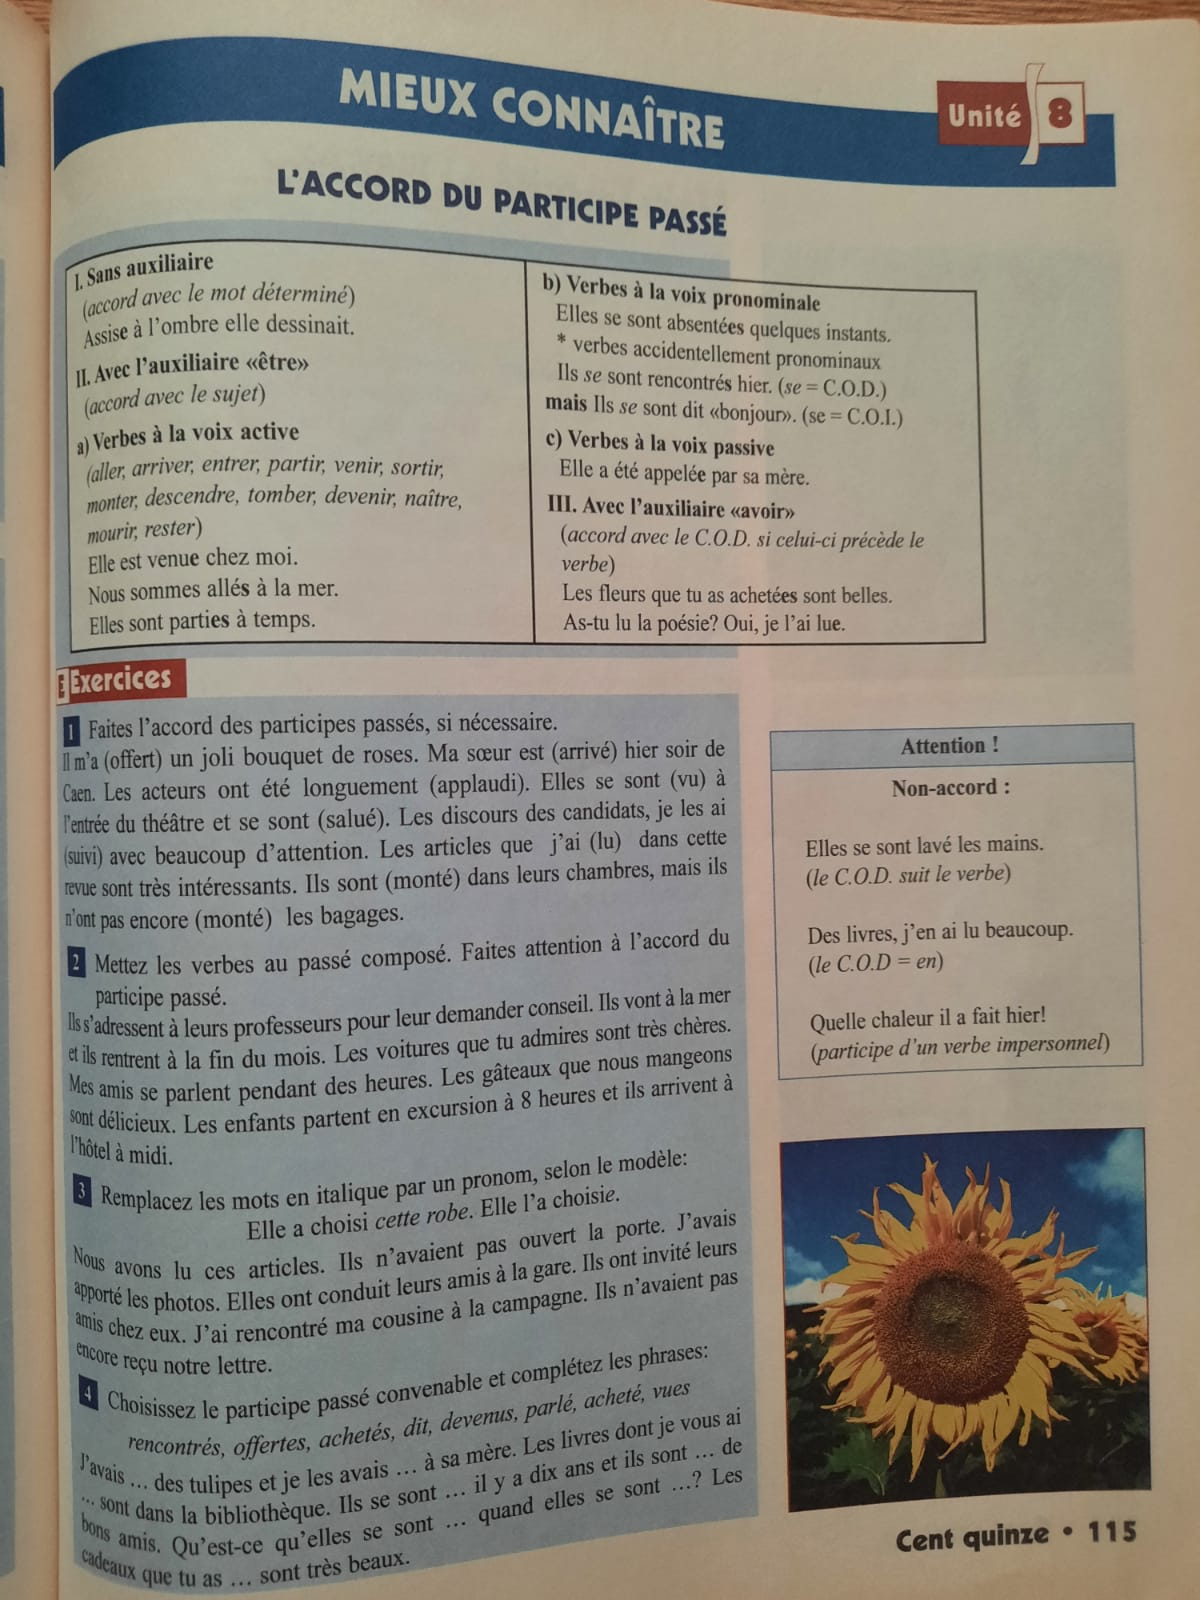 MIEUX CONNAÎTRE
Unité 8
L'ACCORD DU PARTICIPE PASSÉ
I. Sans auxiliaire
(accord avec le mot déterminé)
Assise à l'ombre elle dessinait.
II. Avec l'auxiliaire «être»
(accord avec le sujet)
a) Verbes à la voix active
(aller, arriver, entrer, partir, venir, sortir,
monter, descendre, tomber, devenir, naître,
mourir, rester)
Elle est venue chez moi.
Nous sommes allés à la mer.
Elles sont parties à temps.
b) Verbes à la voix pronominale
Elles se sont absentées quelques instants.
* verbes accidentellement pronominaux
Ils se sont rencontrés hier. (se = C.O.D.)
mais Ils se sont dit «bonjour». (se = C.O.I.)
c) Verbes à la voix passive
Elle a été appelée par sa mère.
III. Avec l'auxiliaire «avoir»
(accord avec le C.O.D. si celui-ci précède le
verbe)
Les fleurs que tu as achetées sont belles.
As-tu lu la poésie? Oui, je l'ai lue.
E Exercices
1 Faites l'accord des participes passés, si nécessaire.
Il m'a (offert) un joli bouquet de roses. Ma sœur est (arrivé) hier soir de
Caen. Les acteurs ont été longuement (applaudi). Elles se sont (vu) à
l'entrée du théâtre et se sont (salué). Les discours des candidats, je les ai
(suivi) avec beaucoup d'attention. Les articles que j'ai (lu) dans cette
revue sont très intéressants. Ils sont (monté) dans leurs chambres, mais ils
n'ont pas encore (monté) les bagages.
2 Mettez les verbes au passé composé. Faites attention à l'accord du
participe passé.
Ils s'adressent à leurs professeurs pour leur demander conseil. Ils vont à la mer
et ils rentrent à la fin du mois. Les voitures que tu admires sont très chères.
Mes amis se parlent pendant des heures. Les gâteaux que nous mangeons
sont délicieux. Les enfants partent en excursion à 8 heures et ils arrivent à
l'hôtel à midi.
3 Remplacez les mots en italique par un pronom, selon le modèle:
Elle a choisi cette robe. Elle l'a choisie.
Nous avons lu ces articles. Ils n'avaient pas ouvert la porte. J'avais
apporté les photos. Elles ont conduit leurs amis à la gare. Ils ont invité leurs
amis chez eux. J'ai rencontré ma cousine à la campagne. Ils n'avaient pas
encore reçu notre lettre.
4 Choisissez le participe passé convenable et complétez les phrases:
rencontrés, offertes, achetés, dit, devenus, parlé, acheté, vues
J'avais ... des tulipes et je les avais ... à sa mère. Les livres dont je vous ai
... sont dans la bibliothèque. Ils se sont ... il y a dix ans et ils sont ... de
bons amis. Qu'est-ce qu'elles se sont ... quand elles se sont ...? Les
cadeaux que tu as ... sont très beaux.
Attention !
Non-accord :
Elles se sont lavé les mains.
(le C.O.D. suit le verbe)
Des livres, j'en ai lu beaucoup.
(le C.O.D = en)
Quelle chaleur il a fait hier!
(participe d'un verbe impersonnel)
Cent quinze • 115